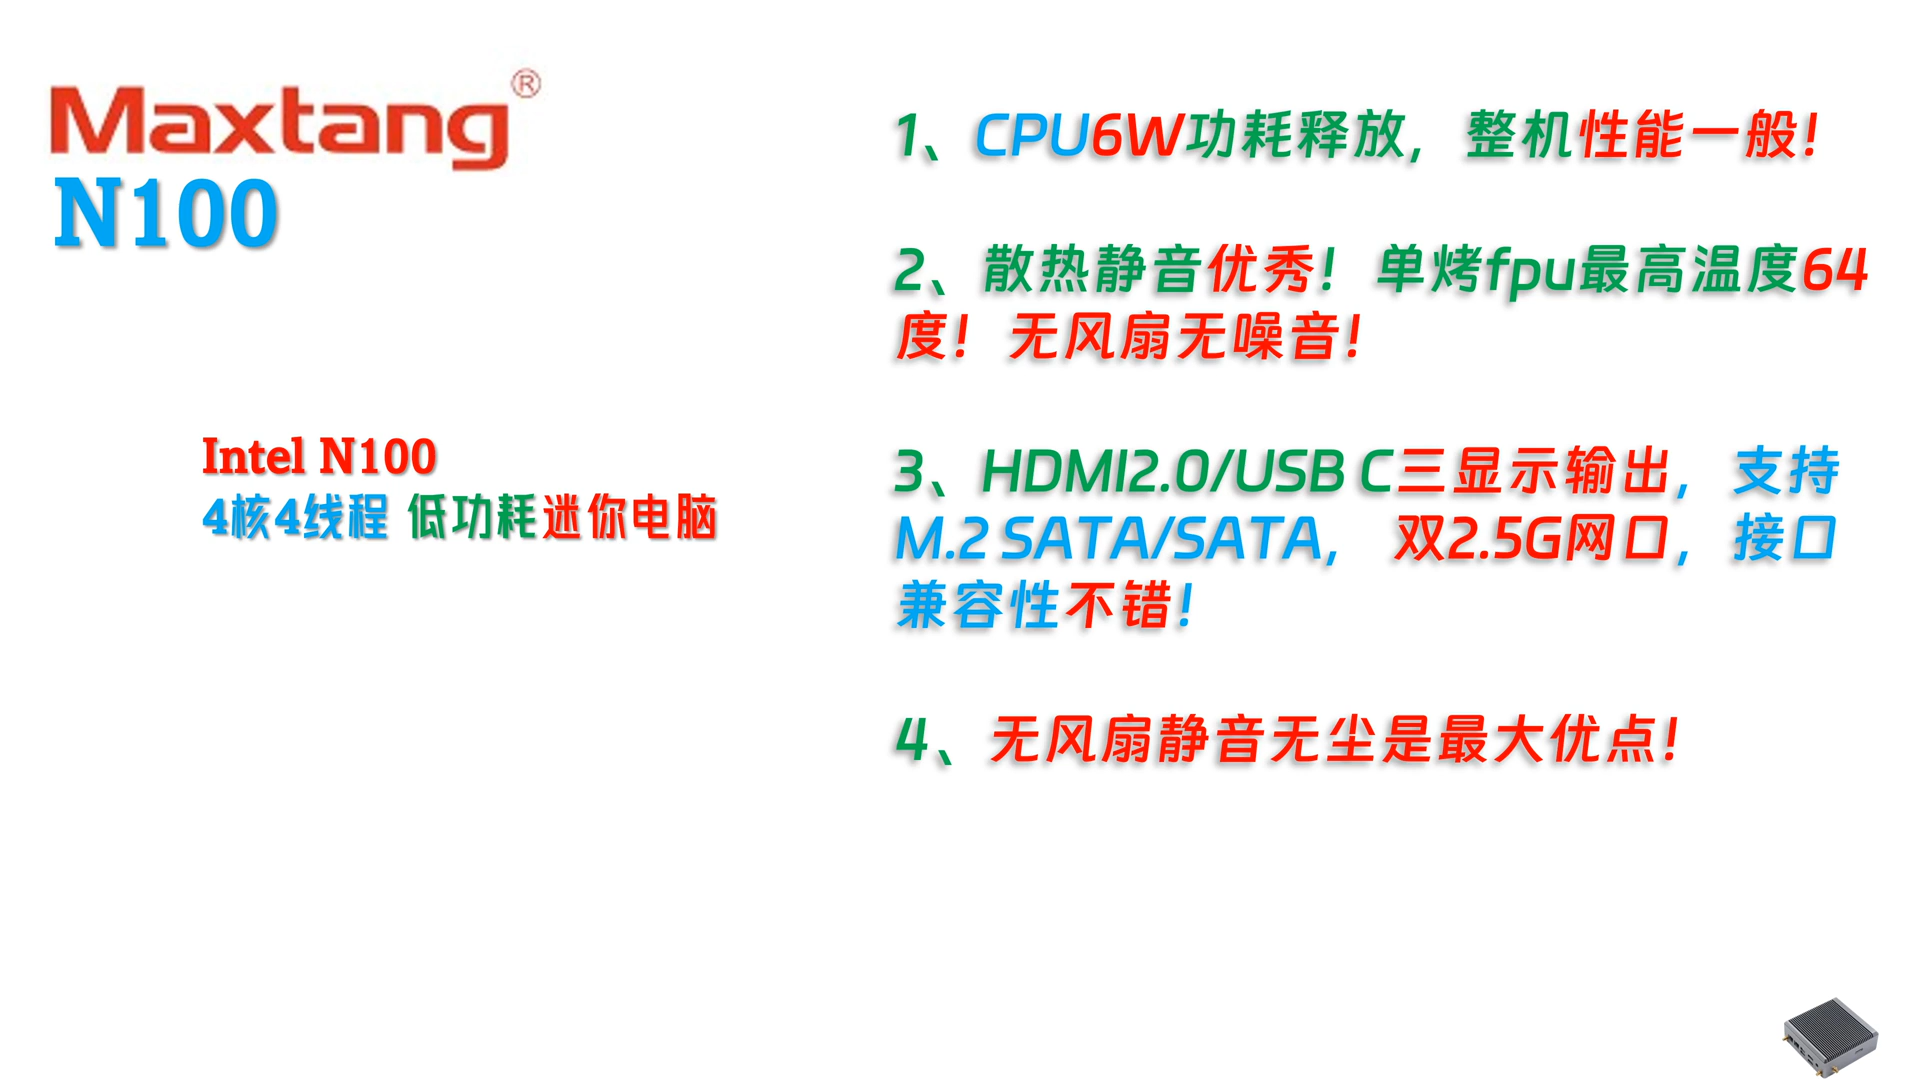 Maxtang®
N100
Intel N100
4核4线程 低功耗迷你电脑
1、CPU6W功耗释放，整机性能一般！
2、散热静音优秀！单烤fpu最高温度64
度！无风扇无噪音！
3、HDMI2.0/USB C三显示输出，支持
M.2 SATA/SATA， 双2.5G网口，接口
兼容性不错！
4、无风扇静音无尘是最大优点！